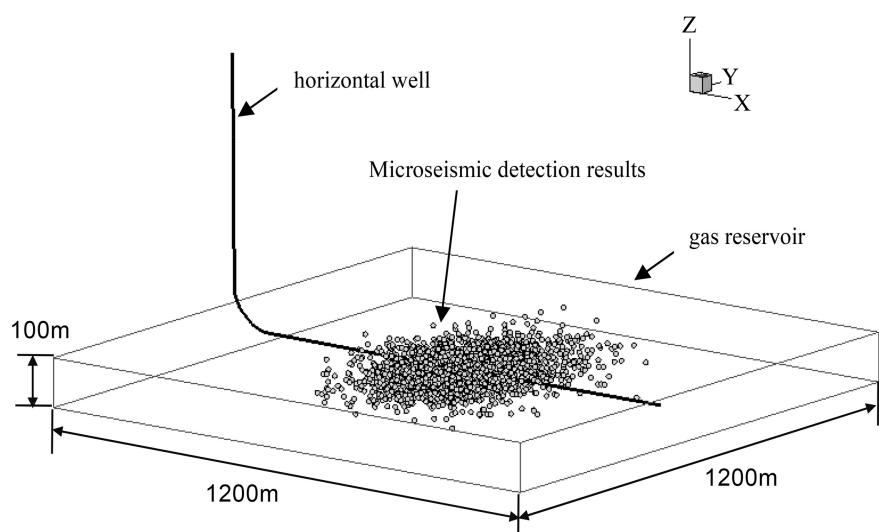 Z
Y
X
horizontal well
Microseismic detection results
gas reservoir
100m
1200m
1200m